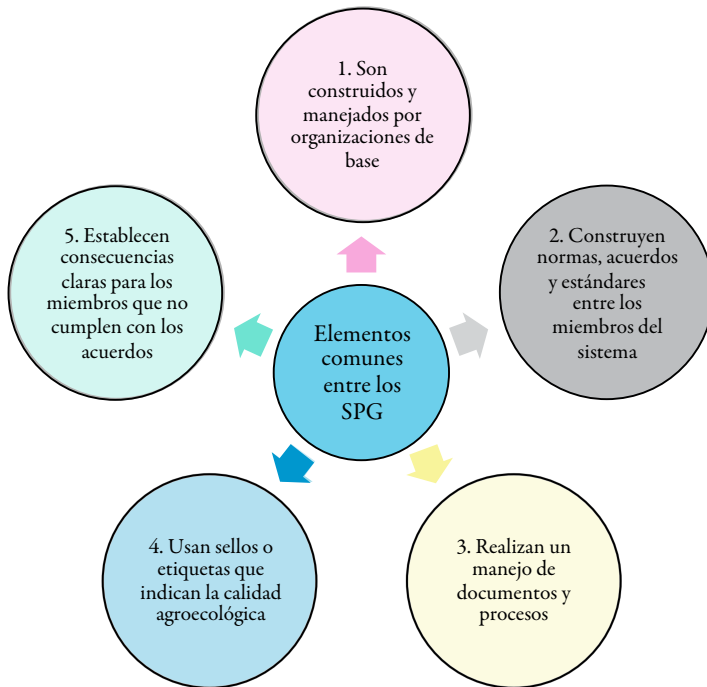 1. Son
construidos y
manejados por
organizaciones de
base
2. Construyen
normas, acuerdos
y estándares
entre los
miembros del
sistema
3. Realizan un
manejo de
documentos y
procesos
4. Usan sellos o
etiquetas que
indican la calidad
agroecológica
5. Establecen
consecuencias
claras para los
miembros que no
cumplen con los
acuerdos
Elementos
comunes
entre los
SPG